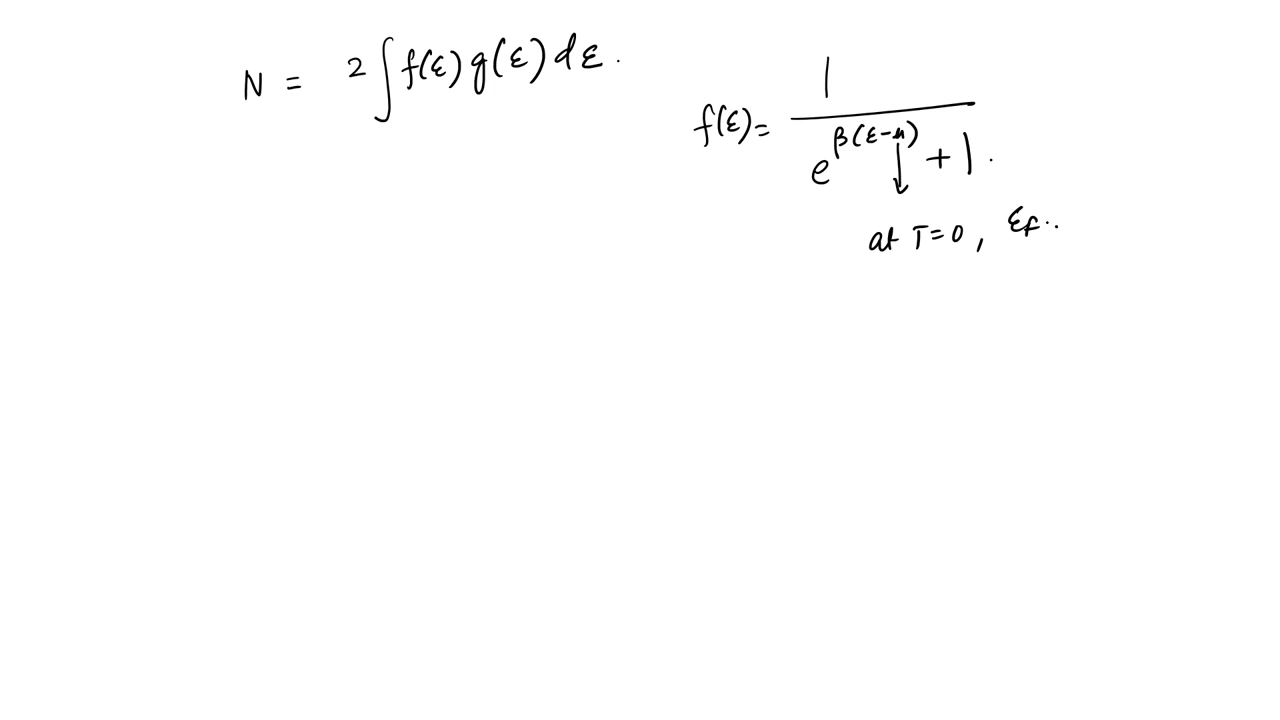 N = 2∫f(ε)g(ε)dε.
f(ε)= 1/(e^{β(ε-μ)} + 1).
↓
at T=0, εf..